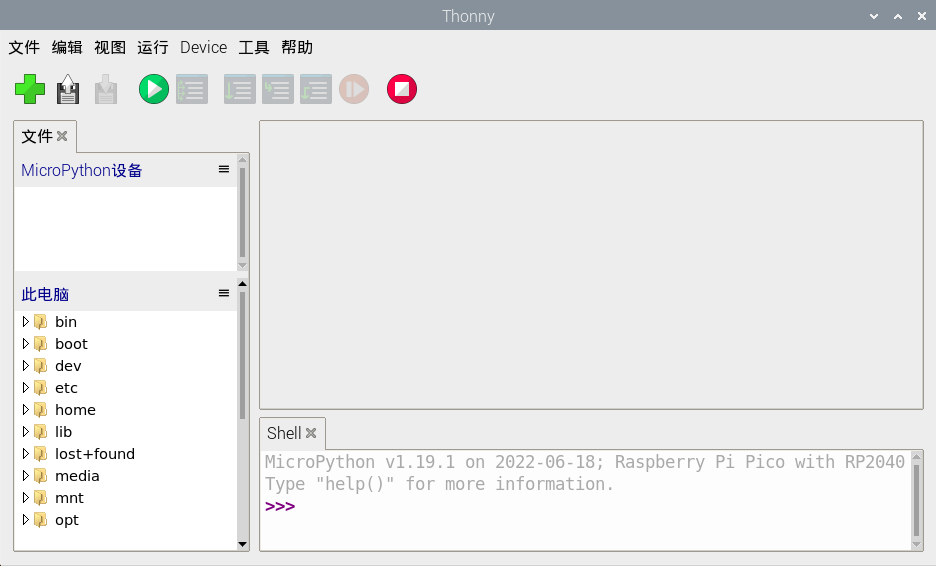 Thonny
文件 编辑 视图 运行 Device 工具 帮助
文件
MicroPython设备
此电脑
bin
boot
dev
etc
home
lib
lost+found
media
mnt
opt
Shell
MicroPython v1.19.1 on 2022-06-18; Raspberry Pi Pico with RP2040
Type "help()" for more information.
>>>